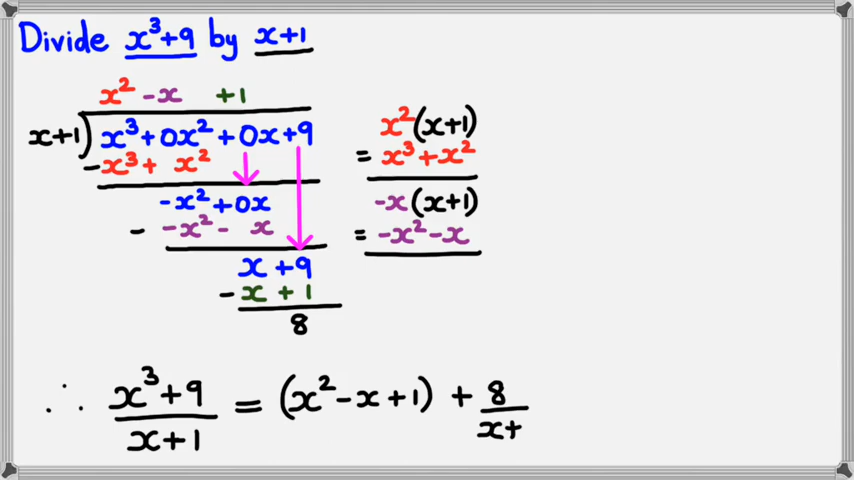 Divide x³+9 by x+1
x² -x +1
x+1 x³+0x²+0x+9
-x³+ x²
-x²+0x
- -x²- x
x +9
- x + 1
8
x²(x+1)
= x³+x²
-x(x+1)
= -x²-x
∴ x³+9 = (x²-x+1) + 8
x+1 x+